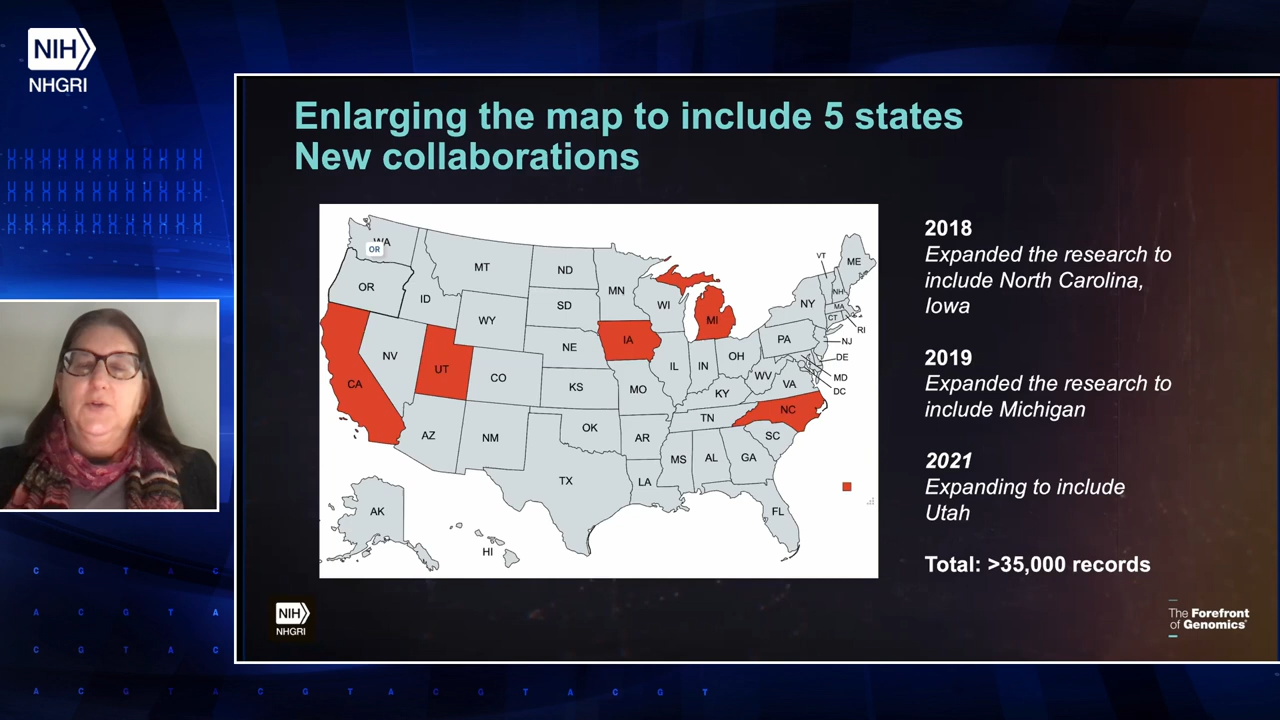 NIH
NHGRI
Enlarging the map to include 5 states
New collaborations
WA
OR
OR
MT
ND
MN
ID
SD
WI
WY
MI
VT
ME
NH
NY
MA
CT
RI
NV
UT
CA
NE
IA
PA
NJ
IL
IN
OH
DE
CO
KS
MO
WV
VA
MD
DC
KY
NC
AZ
NM
OK
AR
TN
SC
MS
AL
GA
TX
LA
FL
AK
HI
2018
Expanded the research to
include North Carolina,
Iowa
2019
Expanded the research to
include Michigan
2021
Expanding to include
Utah
Total: >35,000 records
NIH
NHGRI
The Forefront
of Genomics
C G T A C
A C G T A
C G T A C
A C G T A C G T A C G T A C G T